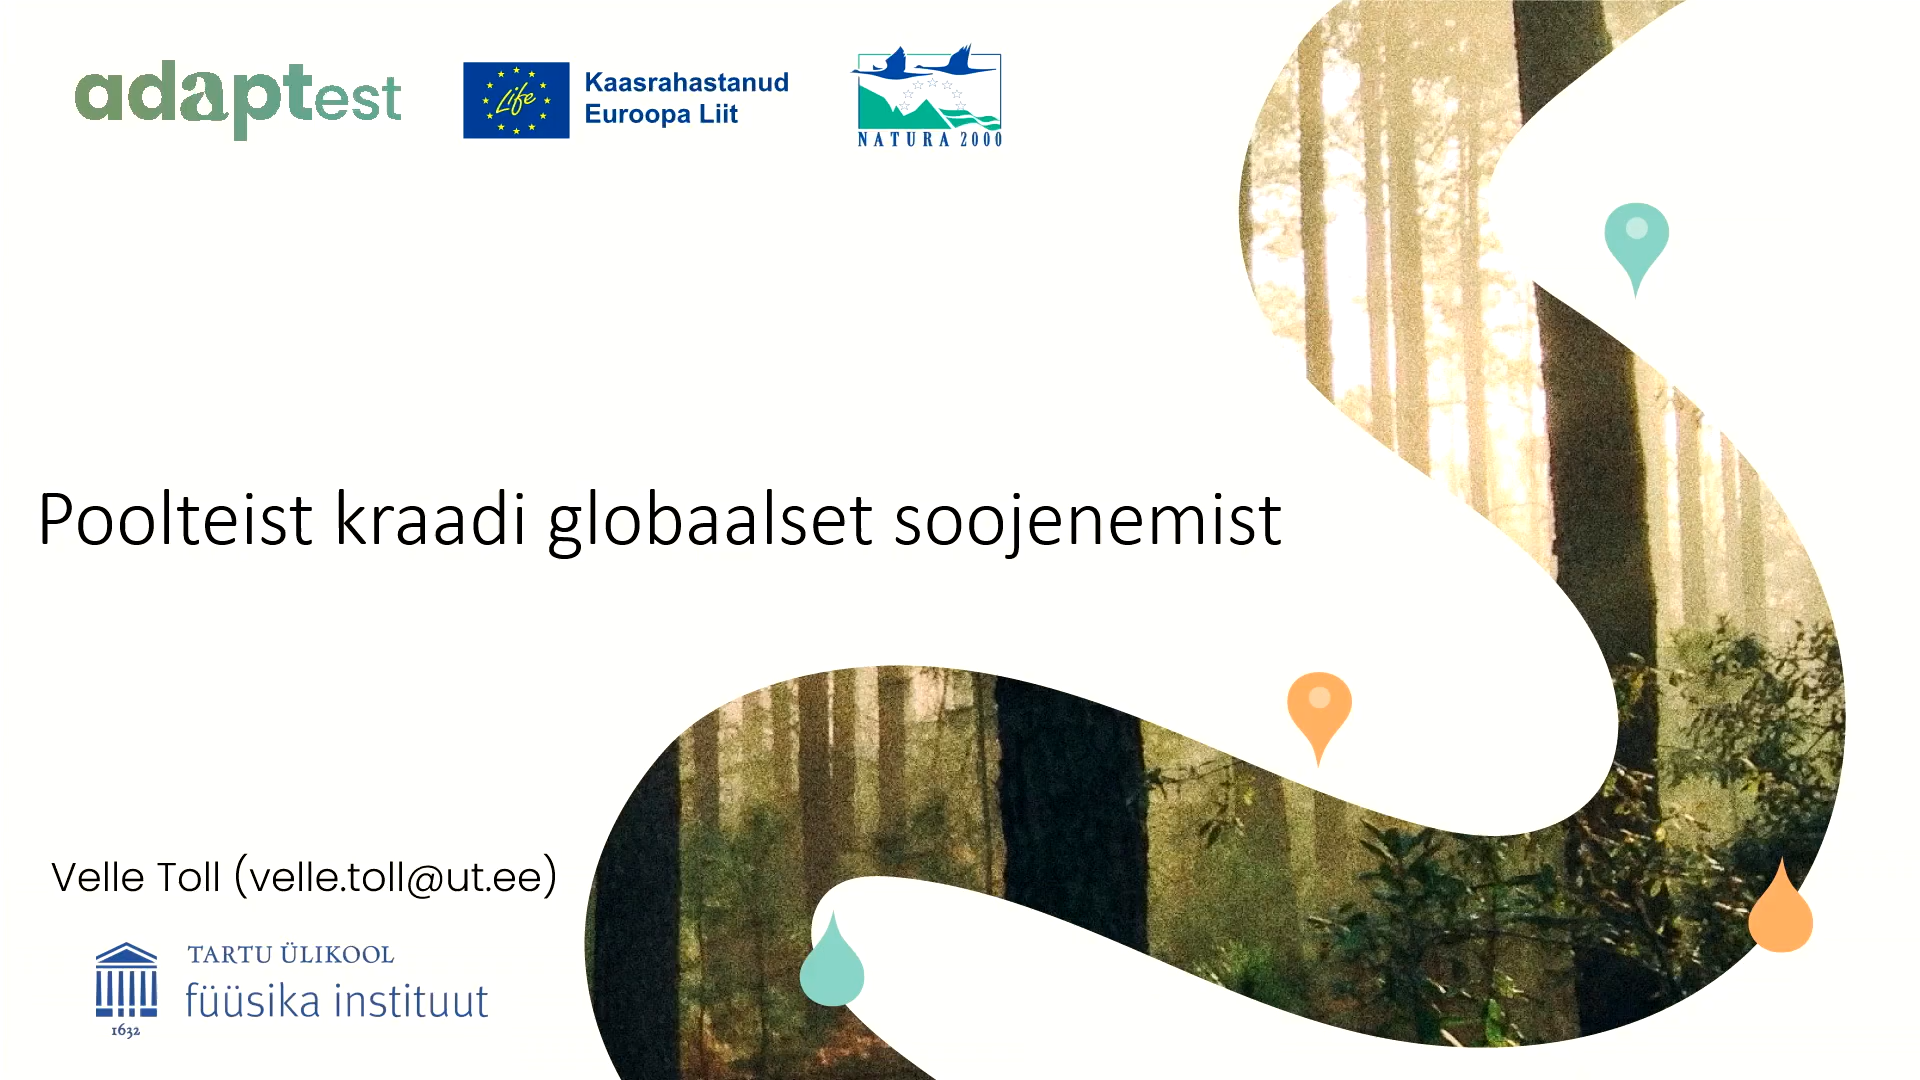 adaptest
Life
Kaasrahastanud
Euroopa Liit
NATURA 2000
Poolteist kraadi globaalset soojenemist
Velle Toll (velle.toll@ut.ee)
TARTU ÜLIKOOL
füüsika instituut
1632